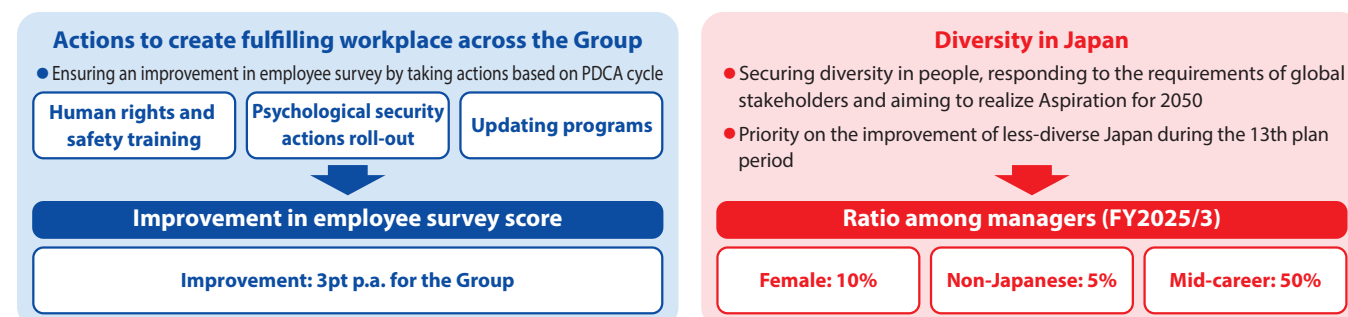 Actions to create fulfilling workplace across the Group
● Ensuring an improvement in employee survey by taking actions based on PDCA cycle
Human rights and
safety training
Psychological security
actions roll-out
Updating programs
Improvement in employee survey score
Improvement: 3pt p.a. for the Group
Diversity in Japan
● Securing diversity in people, responding to the requirements of global
stakeholders and aiming to realize Aspiration for 2050
● Priority on the improvement of less-diverse Japan during the 13th plan
period
Ratio among managers (FY2025/3)
Female: 10%
Non-Japanese: 5%
Mid-career: 50%